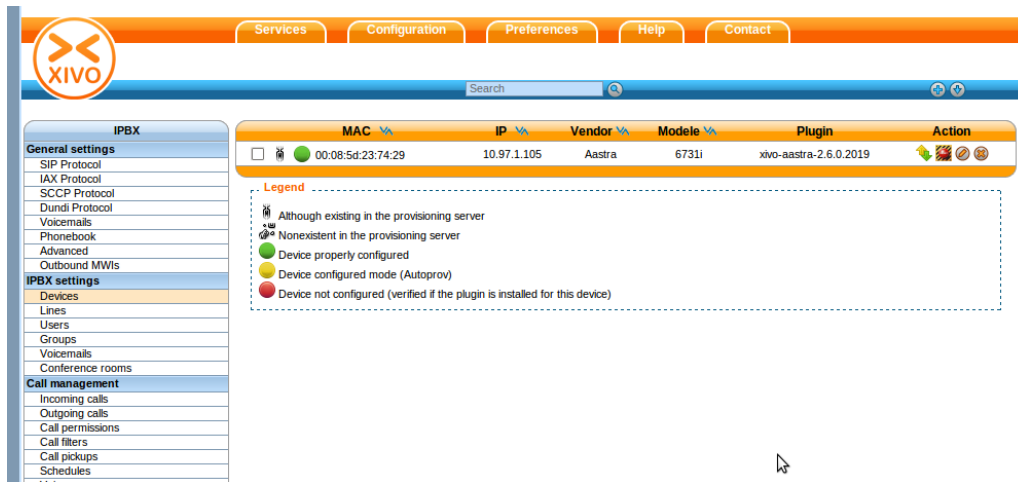 Services Configuration Preferences Help Contact
XIVO
Search
IPBX
General settings
SIP Protocol
IAX Protocol
SCCP Protocol
Dundi Protocol
Voicemails
Phonebook
Advanced
Outbound MWIs
IPBX settings
Devices
Lines
Users
Groups
Voicemails
Conference rooms
Call management
Incoming calls
Outgoing calls
Call permissions
Call filters
Call pickups
Schedules
MAC IP Vendor Modele Plugin Action
00:08:5d:23:74:29 10.97.1.105 Aastra 6731i xivo-aastra-2.6.0.2019
Legend
Although existing in the provisioning server
Nonexistent in the provisioning server
Device properly configured
Device configured mode (Autoprov)
Device not configured (verified if the plugin is installed for this device)